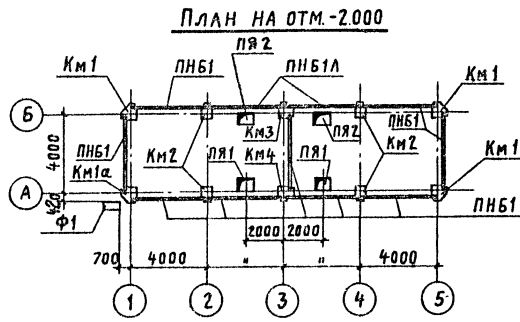 ПЛАН НА ОТМ.-2.000
Км1 ПНБ1 ПЯ2 ПНБ1Л Км1
Б
Км3 ПЯ2 ПНБ1
4000 ПНБ1 Км2 ПЯ1 Км4 ПЯ1 Км2 Км1
Км1а
А
420
Ф1 2000 2000 ПНБ1
700 4000 " " 4000
1 2 3 4 5